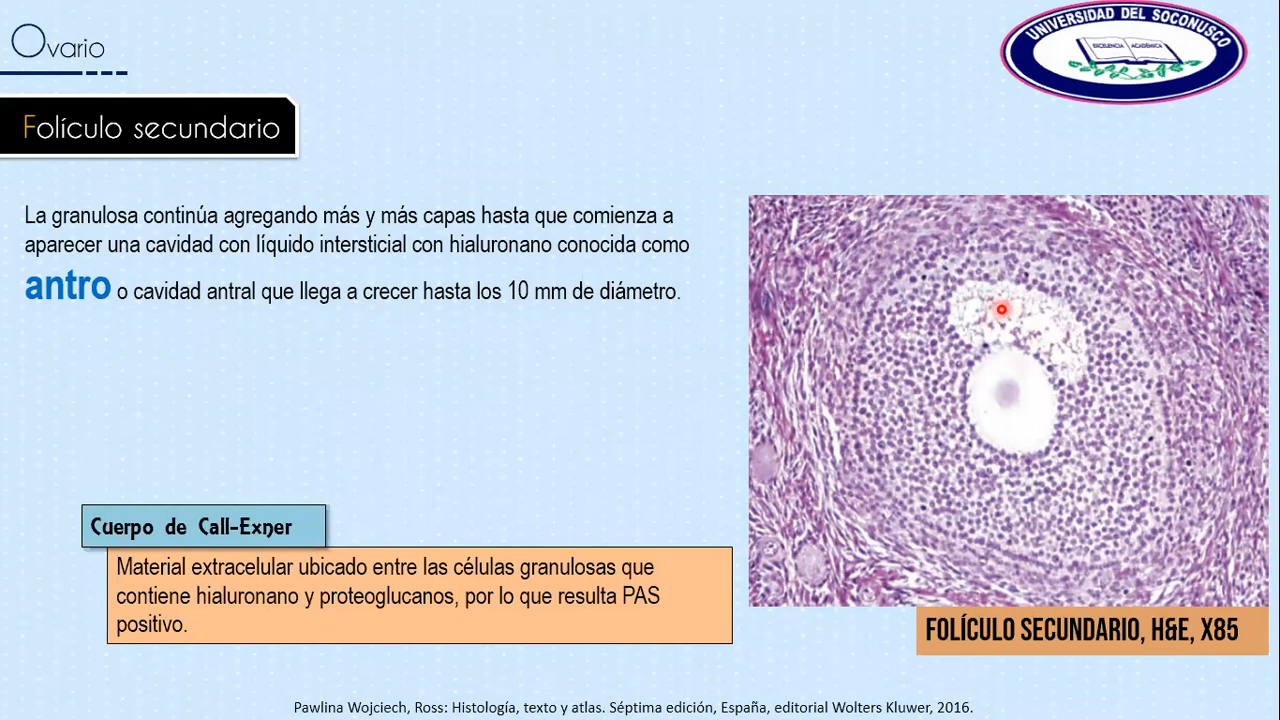 Ovario
UNIVERSIDAD DEL SOCONUSCO
EXCELENCIA ACADÉMICA
Folículo secundario
La granulosa continúa agregando más y más capas hasta que comienza a
aparecer una cavidad con líquido intersticial con hialuronano conocida como
antro o cavidad antral que llega a crecer hasta los 10 mm de diámetro.
Cuerpo de Call-Exner
Material extracelular ubicado entre las células granulosas que
contiene hialuronano y proteoglucanos, por lo que resulta PAS
positivo.
FOLÍCULO SECUNDARIO, H&E, X85
Pawlina Wojciech, Ross: Histología, texto y atlas. Séptima edición, España, editorial Wolters Kluwer, 2016.